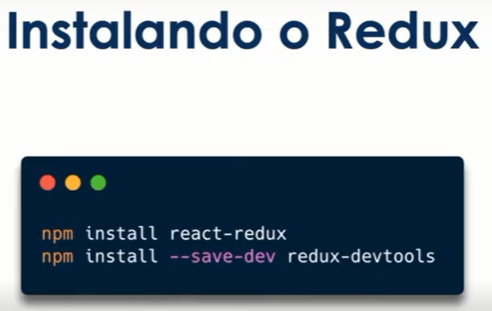 Instalando o Redux
npm install react-redux
npm install --save-dev redux-devtools